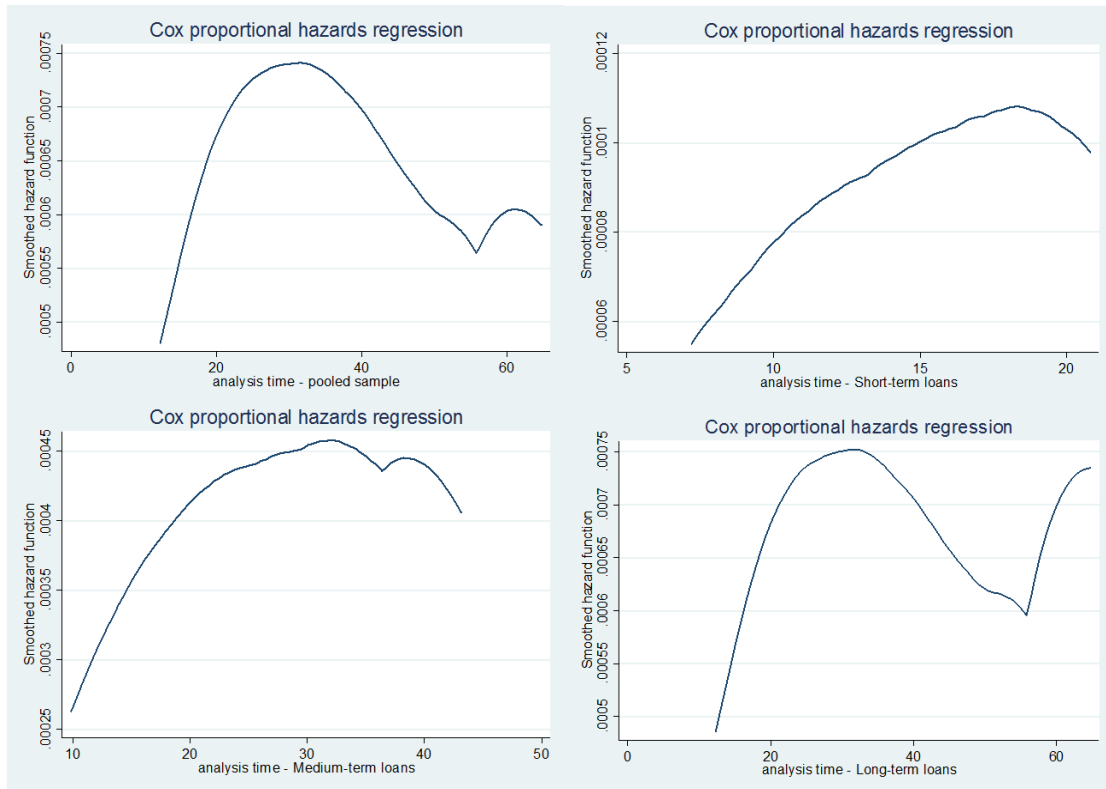 Cox proportional hazards regression
Smoothed hazard function
.00075
.0007
.00065
.0006
.00055
.0005
0 20 40 60
analysis time - pooled sample
Cox proportional hazards regression
Smoothed hazard function
.00012
.0001
.00008
.00006
5 10 15 20
analysis time - Short-term loans
Cox proportional hazards regression
Smoothed hazard function
.00045
.0004
.00035
.0003
.00025
10 20 30 40 50
analysis time - Medium-term loans
Cox proportional hazards regression
Smoothed hazard function
.00075
.0007
.00065
.0006
.00055
.0005
0 20 40 60
analysis time - Long-term loans